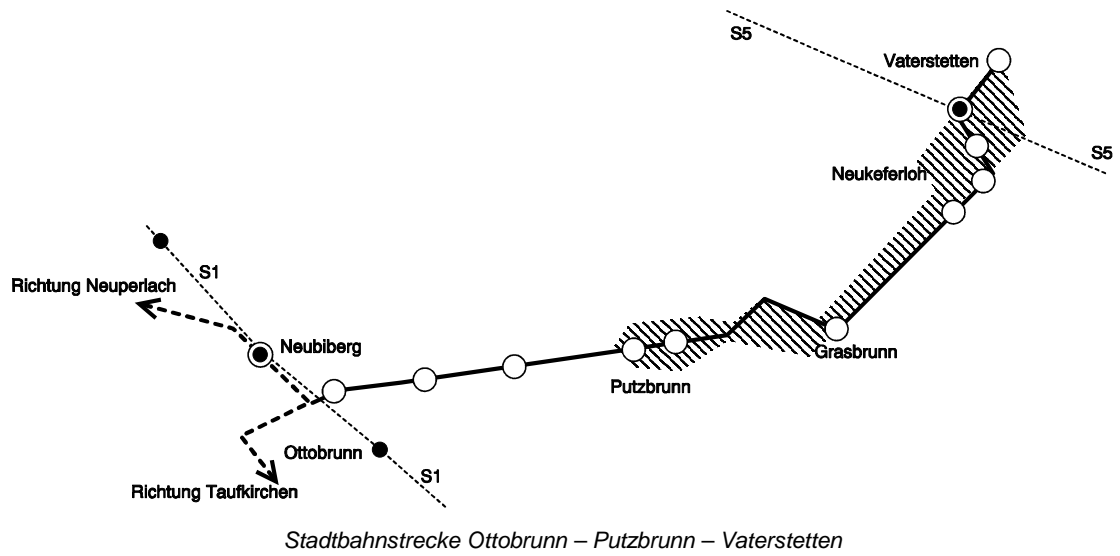 S5
Vaterstetten
S5
Neukeferloh
S1
Richtung Neuperlach
Neubiberg
Grasbrunn
Putzbrunn
Ottobrunn
S1
Richtung Taufkirchen
Stadtbahnstrecke Ottobrunn – Putzbrunn – Vaterstetten